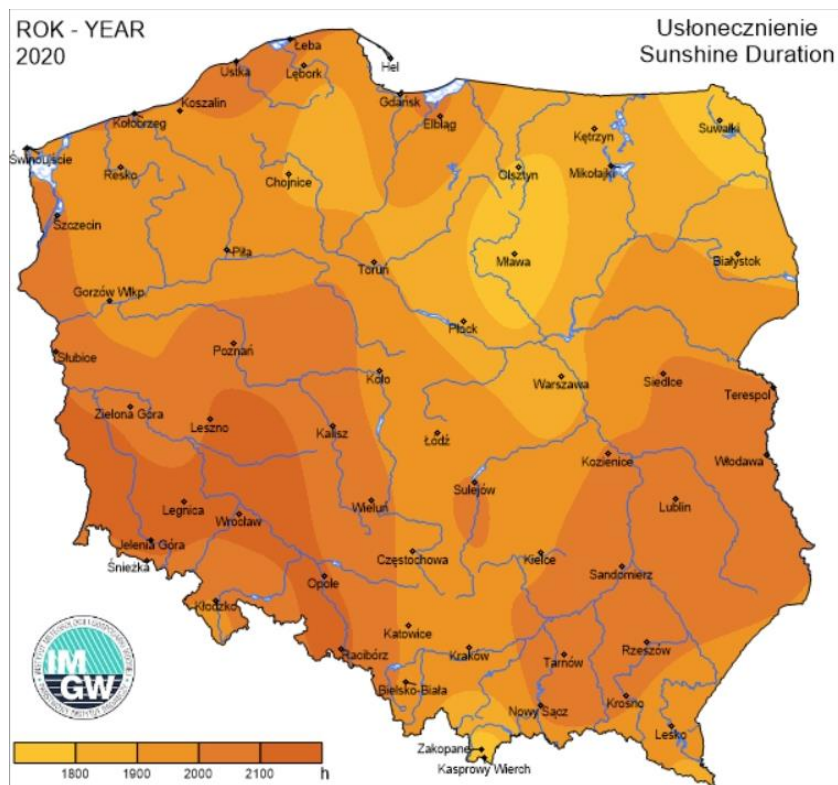 ROK - YEAR
2020
Usłonecznienie
Sunshine Duration
Łeba
Ustka
Lębork
Hel
Koszalin
Gdańsk
Kołobrzeg
Elbląg
Kętrzyn
Suwałki
Świnoujście
Resko
Chojnice
Olsztyn
Mikołajki
Szczecin
Piła
Toruń
Mława
Białystok
Gorzów Wlkp.
Płock
Słubice
Poznań
Koło
Warszawa
Siedlce
Terespol
Zielona Góra
Leszno
Kalisz
Łódź
Kozienice
Włodawa
Legnica
Wrocław
Wieluń
Sulejów
Lublin
Jelenia Góra
Śnieżka
Częstochowa
Kielce
Sandomierz
Opole
Kłodzko
Katowice
Racibórz
Kraków
Tarnów
Rzeszów
Bielsko-Biała
Nowy Sącz
Krosno
Lesko
Zakopane
Kasprowy Wierch
IM
GW
1800 1900 2000 2100 h